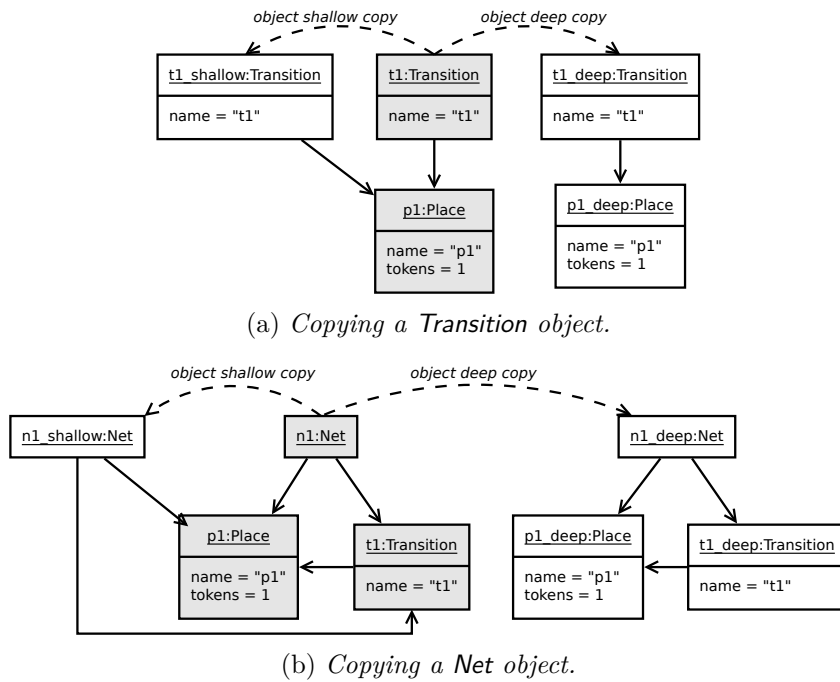 object shallow copy
object deep copy
t1_shallow:Transition
name = "t1"
t1:Transition
name = "t1"
t1_deep:Transition
name = "t1"
p1:Place
name = "p1"
tokens = 1
p1_deep:Place
name = "p1"
tokens = 1
(a) Copying a Transition object.
object shallow copy
object deep copy
n1_shallow:Net
n1:Net
n1_deep:Net
p1:Place
name = "p1"
tokens = 1
t1:Transition
name = "t1"
p1_deep:Place
name = "p1"
tokens = 1
t1_deep:Transition
name = "t1"
(b) Copying a Net object.